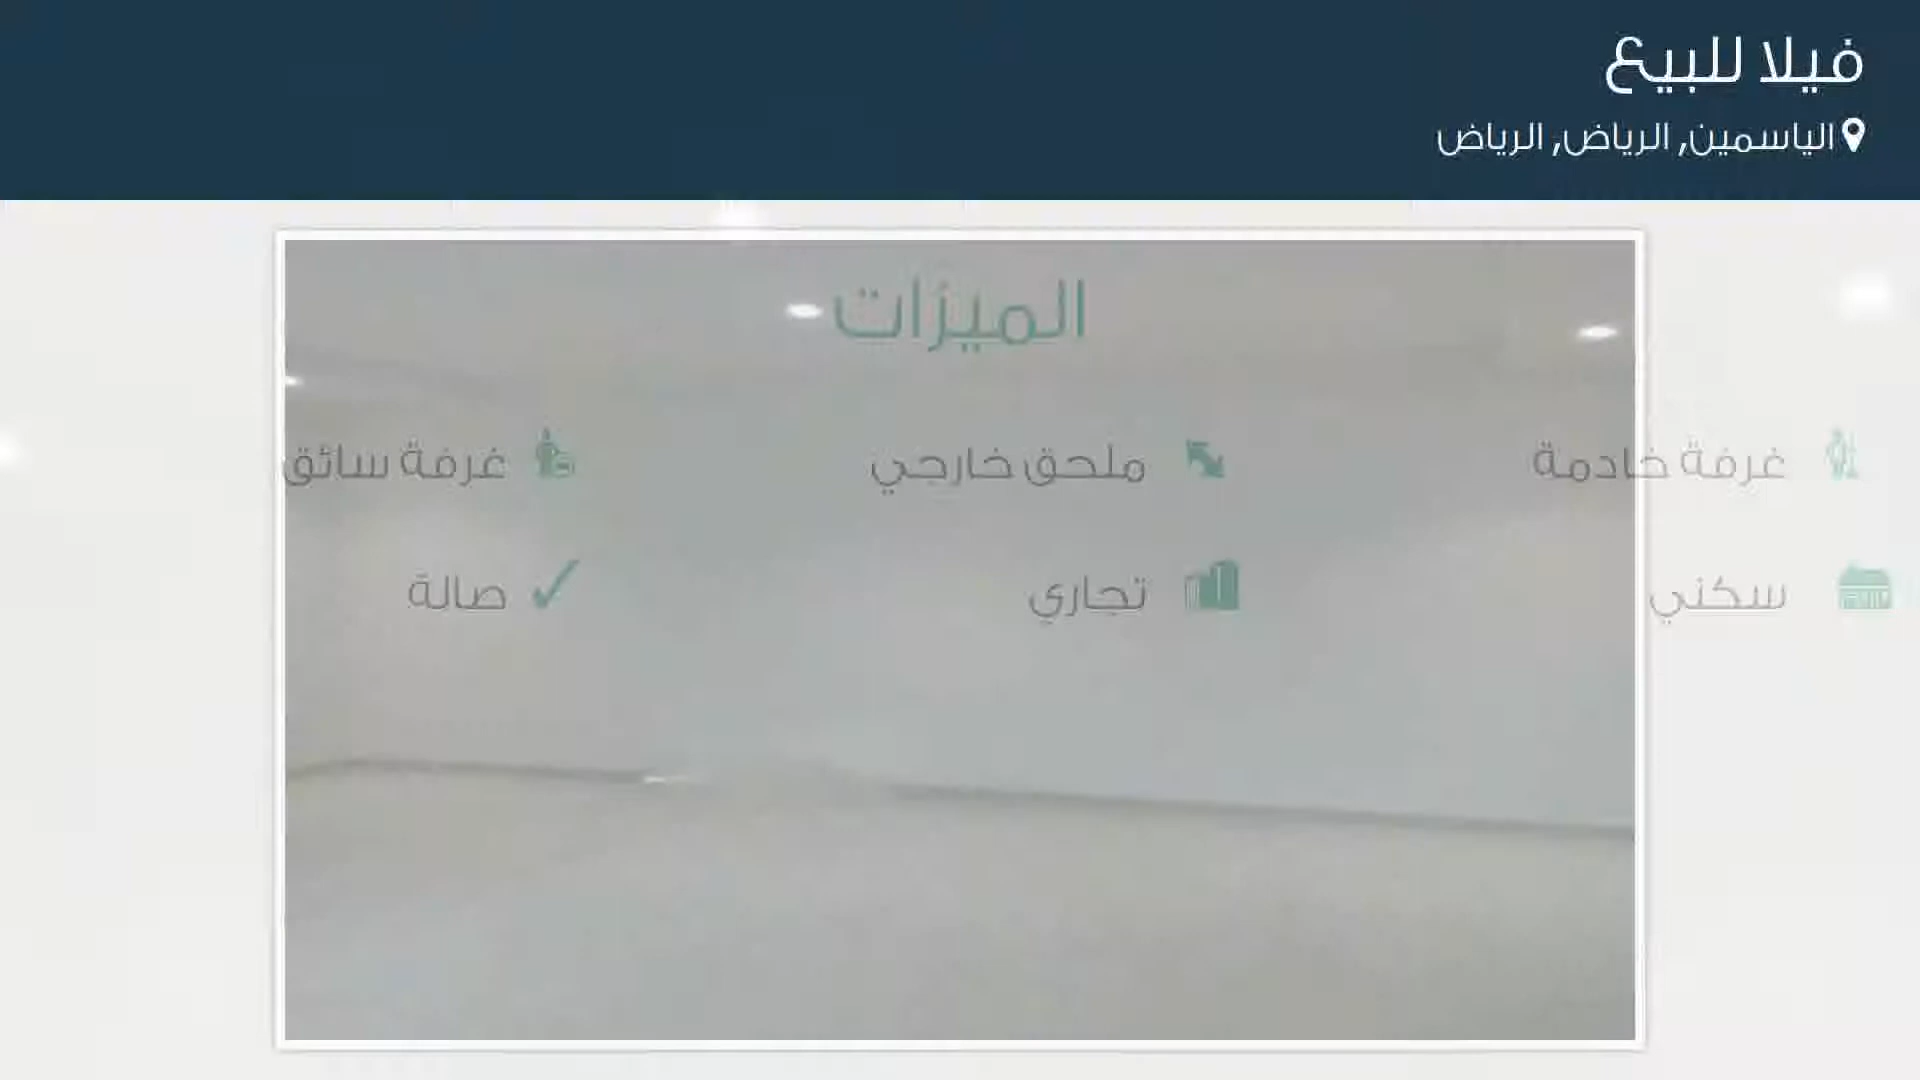 فيلا للبيع
الياسمين, الرياض, الرياض
الميزات
غرفة خادمة
ملحق خارجي
غرفة سائق
سكني
تجاري
صالة